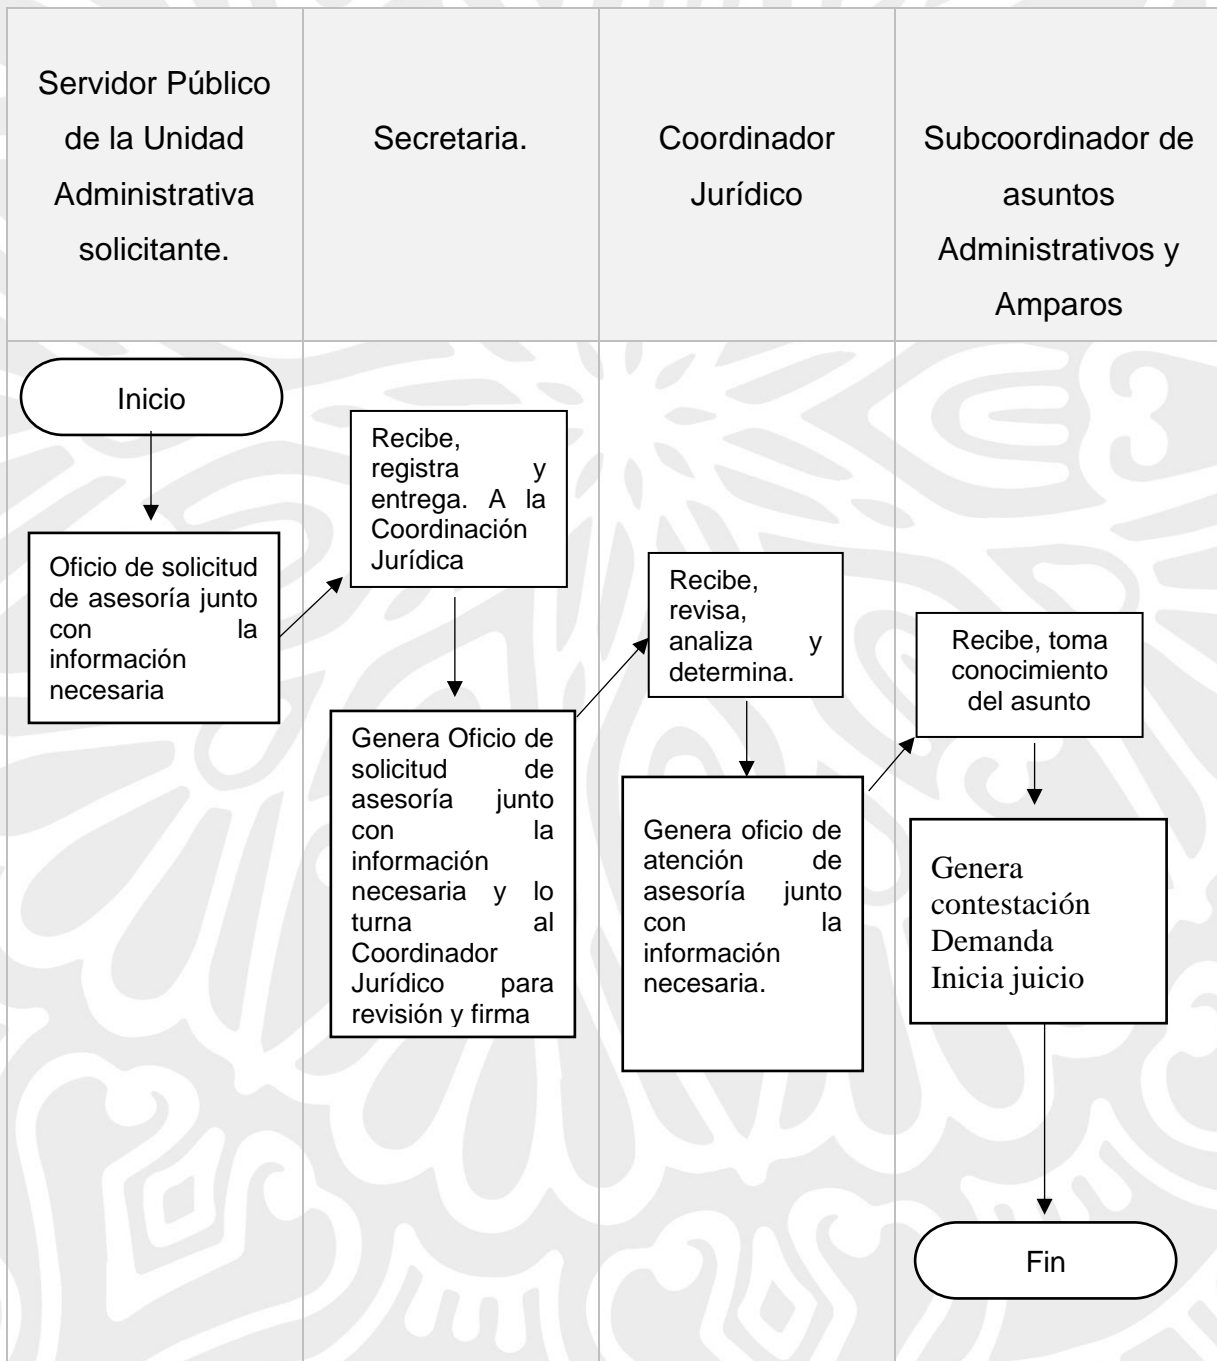 Servidor Público
de la Unidad
Administrativa
solicitante.
Secretaria.
Coordinador
Jurídico
Subcoordinador de
asuntos
Administrativos y
Amparos
Inicio
Oficio de solicitud
de asesoría junto
con la
información
necesaria
Recibe,
registra y
entrega. A la
Coordinación
Jurídica
Genera Oficio de
solicitud de
asesoría junto
con la
información
necesaria y lo
turna al
Coordinador
Jurídico para
revisión y firma
Recibe,
revisa,
analiza y
determina.
Genera oficio de
atención de
asesoría junto
con la
información
necesaria.
Recibe, toma
conocimiento
del asunto
Genera
contestación
Demanda
Inicia juicio
Fin